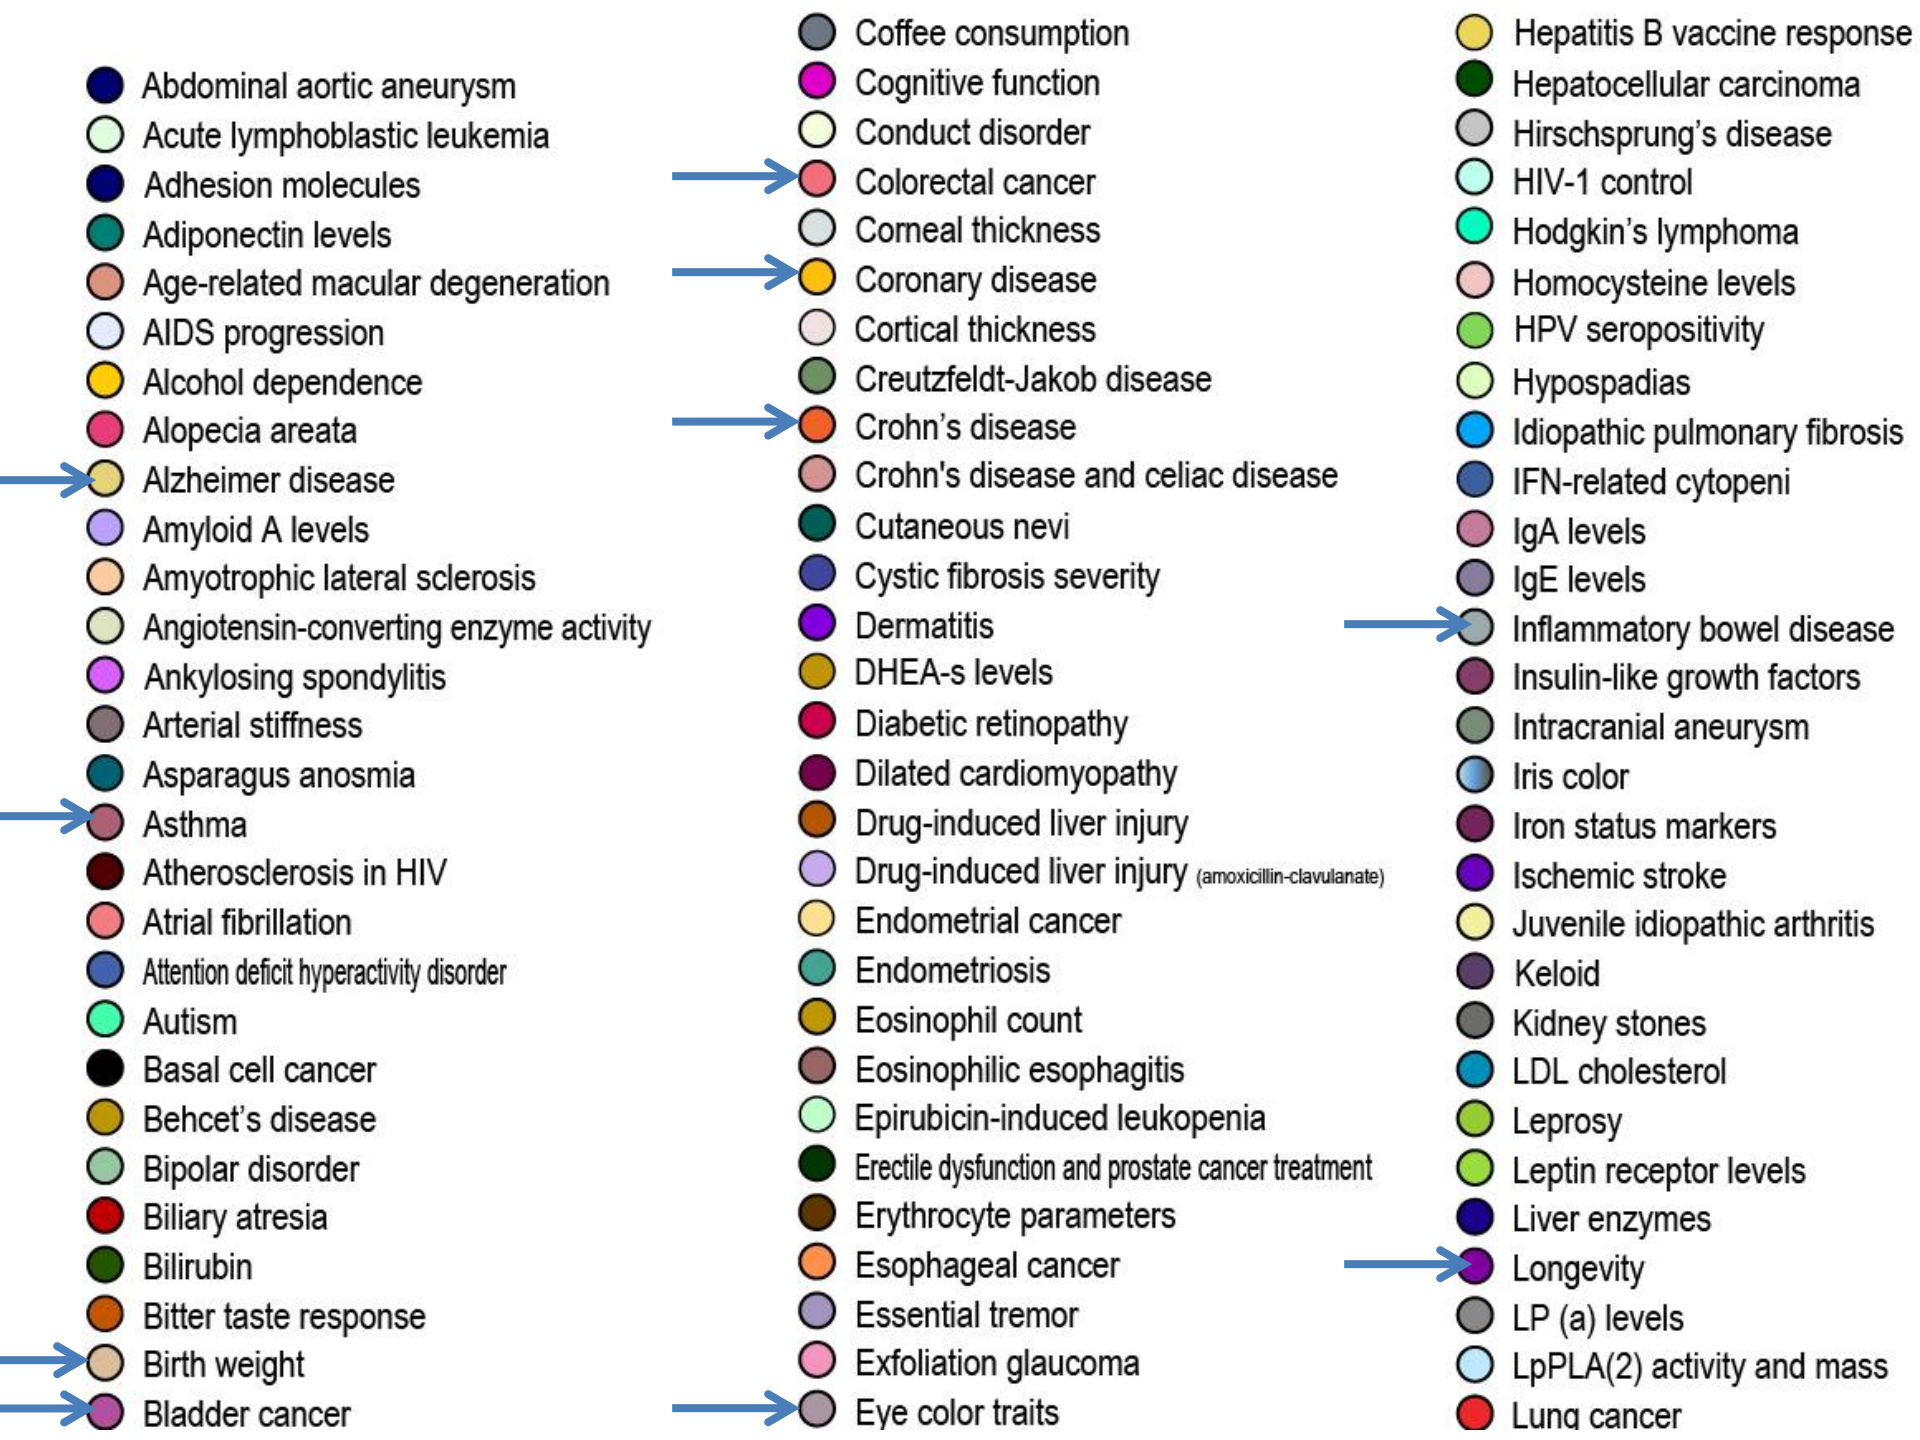 Abdominal aortic aneurysm
Acute lymphoblastic leukemia
Adhesion molecules
Adiponectin levels
Age-related macular degeneration
AIDS progression
Alcohol dependence
Alopecia areata
Alzheimer disease
Amyloid A levels
Amyotrophic lateral sclerosis
Angiotensin-converting enzyme activity
Ankylosing spondylitis
Arterial stiffness
Asparagus anosmia
Asthma
Atherosclerosis in HIV
Atrial fibrillation
Attention deficit hyperactivity disorder
Autism
Basal cell cancer
Behcet’s disease
Bipolar disorder
Biliary atresia
Bilirubin
Bitter taste response
Birth weight
Bladder cancer
Coffee consumption
Cognitive function
Conduct disorder
Colorectal cancer
Corneal thickness
Coronary disease
Cortical thickness
Creutzfeldt-Jakob disease
Crohn’s disease
Crohn's disease and celiac disease
Cutaneous nevi
Cystic fibrosis severity
Dermatitis
DHEA-s levels
Diabetic retinopathy
Dilated cardiomyopathy
Drug-induced liver injury
Drug-induced liver injury (amoxicillin-clavulanate)
Endometrial cancer
Endometriosis
Eosinophil count
Eosinophilic esophagitis
Epirubicin-induced leukopenia
Erectile dysfunction and prostate cancer treatment
Erythrocyte parameters
Esophageal cancer
Essential tremor
Exfoliation glaucoma
Eye color traits
Hepatitis B vaccine response
Hepatocellular carcinoma
Hirschsprung’s disease
HIV-1 control
Hodgkin’s lymphoma
Homocysteine levels
HPV seropositivity
Hypospadias
Idiopathic pulmonary fibrosis
IFN-related cytopeni
IgA levels
IgE levels
Inflammatory bowel disease
Insulin-like growth factors
Intracranial aneurysm
Iris color
Iron status markers
Ischemic stroke
Juvenile idiopathic arthritis
Keloid
Kidney stones
LDL cholesterol
Leprosy
Leptin receptor levels
Liver enzymes
Longevity
LP (a) levels
LpPLA(2) activity and mass
Lung cancer